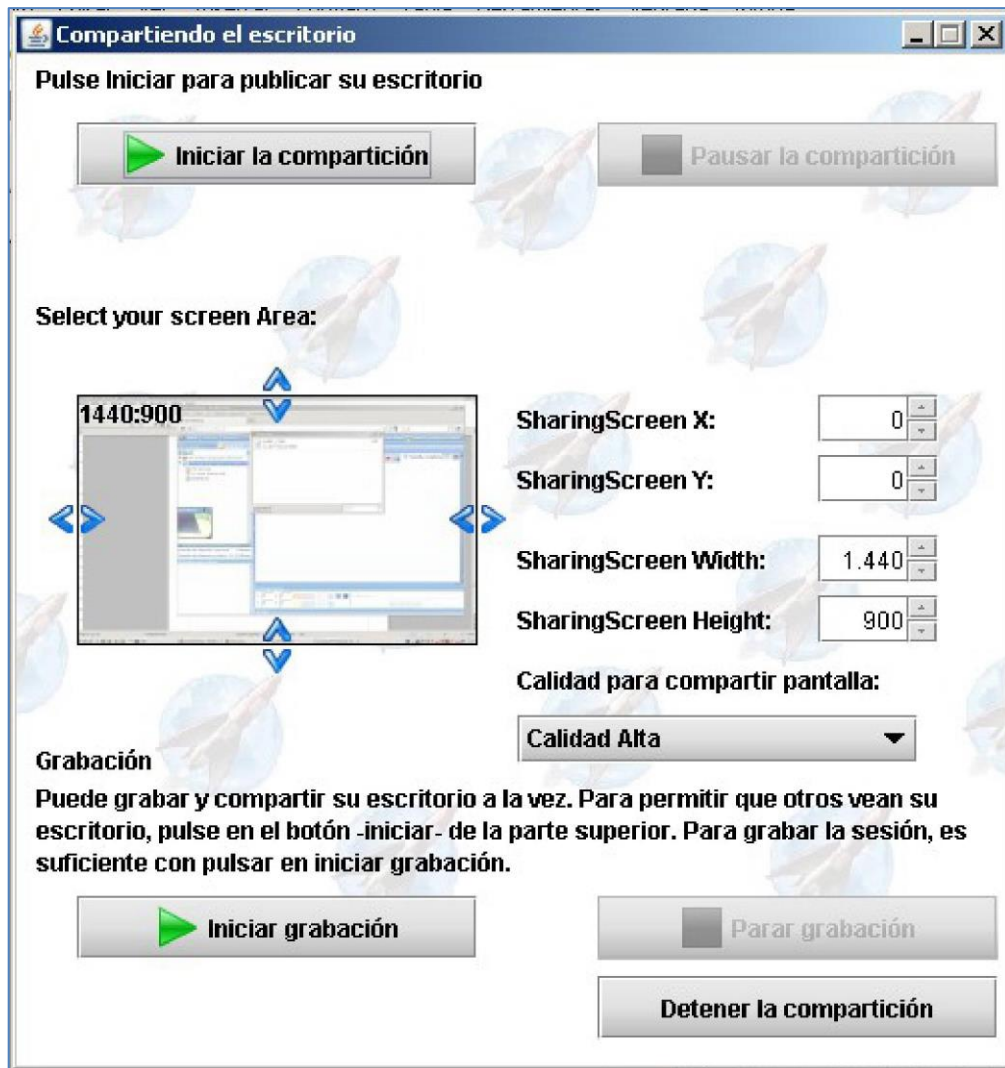 Compartiendo el escritorio
Pulse Iniciar para publicar su escritorio
Iniciar la compartición
Pausar la compartición
Select your screen Area:
1440:900
SharingScreen X:
0
SharingScreen Y:
0
SharingScreen Width:
1.440
SharingScreen Height:
900
Calidad para compartir pantalla:
Calidad Alta
Grabación
Puede grabar y compartir su escritorio a la vez. Para permitir que otros vean su
escritorio, pulse en el botón -iniciar- de la parte superior. Para grabar la sesión, es
suficiente con pulsar en iniciar grabación.
Iniciar grabación
Parar grabación
Detener la compartición